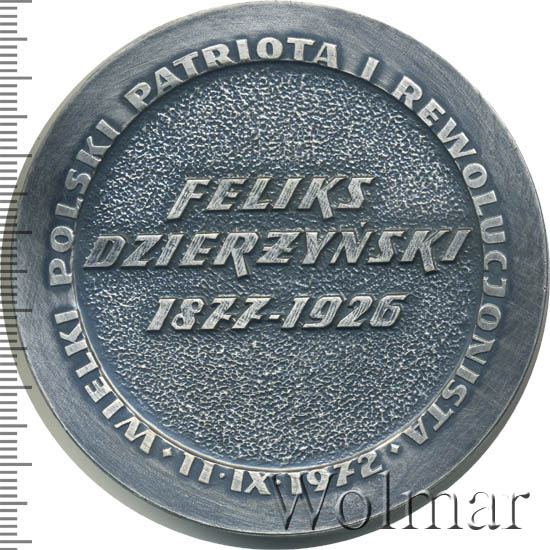 WIELKI POLSKI PATRIOTA I REWOLUCJONISTA
11·IX·1972
FELIKS
DZIERŻYŃSKI
1877-1926
Wolmar